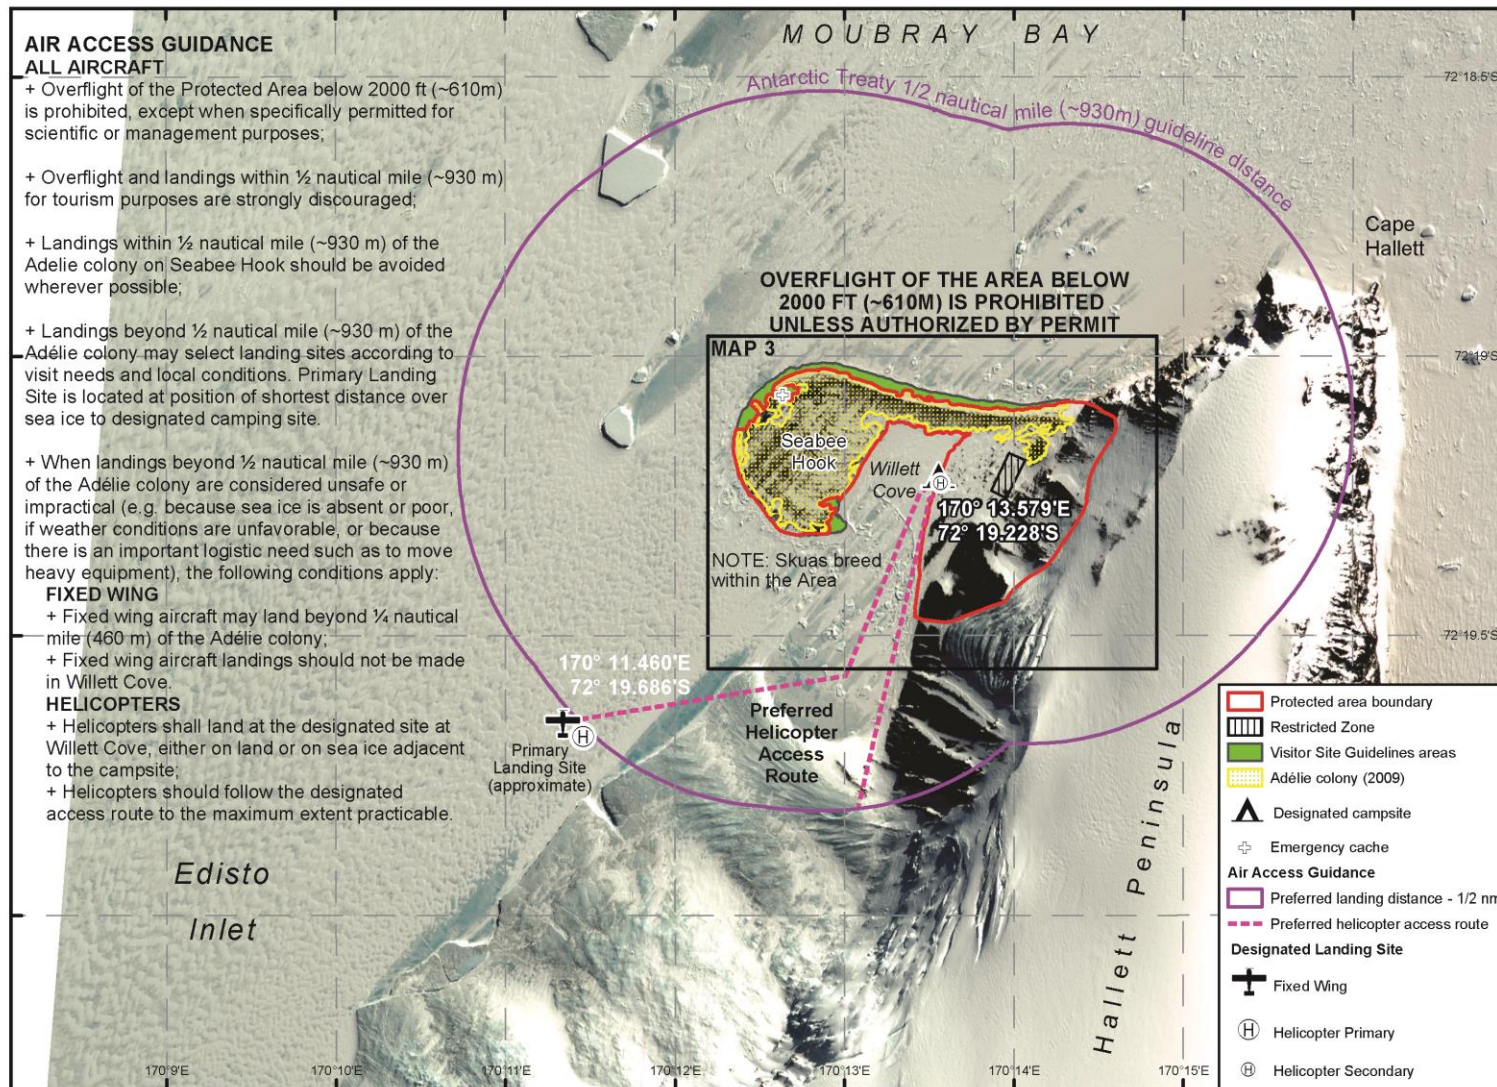 AIR ACCESS GUIDANCE
ALL AIRCRAFT
+ Overflight of the Protected Area below 2000 ft (~610m)
is prohibited, except when specifically permitted for
scientific or management purposes;
+ Overflight and landings within ½ nautical mile (~930 m)
for tourism purposes are strongly discouraged;
+ Landings within ½ nautical mile (~930 m) of the
Adelie colony on Seabee Hook should be avoided
wherever possible;
+ Landings beyond ½ nautical mile (~930 m) of the
Adélie colony may select landing sites according to
visit needs and local conditions. Primary Landing
Site is located at position of shortest distance over
sea ice to designated camping site.
+ When landings beyond ½ nautical mile (~930 m)
of the Adélie colony are considered unsafe or
impractical (e.g. because sea ice is absent or poor,
if weather conditions are unfavorable, or because
there is an important logistic need such as to move
heavy equipment), the following conditions apply:
FIXED WING
+ Fixed wing aircraft may land beyond ¼ nautical
mile (460 m) of the Adélie colony;
+ Fixed wing aircraft landings should not be made
in Willett Cove.
HELICOPTERS
+ Helicopters shall land at the designated site at
Willett Cove, either on land or on sea ice adjacent
to the campsite;
+ Helicopters should follow the designated
access route to the maximum extent practicable.
MOUBRAY BAY
Antarctic Treaty 1/2 nautical mile (~930m) guideline distance
72°18.5'S
Cape
Hallett
OVERFLIGHT OF THE AREA BELOW
2000 FT (~610M) IS PROHIBITED
UNLESS AUTHORIZED BY PERMIT
MAP 3
72°19'S
Seabee
Hook
Willett
Cove
H
170° 13.579'E
72° 19.228'S
NOTE: Skuas breed
within the Area
72°19.5'S
170° 11.460'E
72° 19.686'S
H
Primary
Landing Site
(approximate)
Preferred
Helicopter
Access
Route
Edisto
Inlet
Hallett Peninsula
Protected area boundary
Restricted Zone
Visitor Site Guidelines areas
Adélie colony (2009)
Designated campsite
Emergency cache
Air Access Guidance
Preferred landing distance - 1/2 nm
Preferred helicopter access route
Designated Landing Site
Fixed Wing
H Helicopter Primary
H Helicopter Secondary
170°9'E
170°10'E
170°11'E
170°12'E
170°13'E
170°14'E
170°15'E